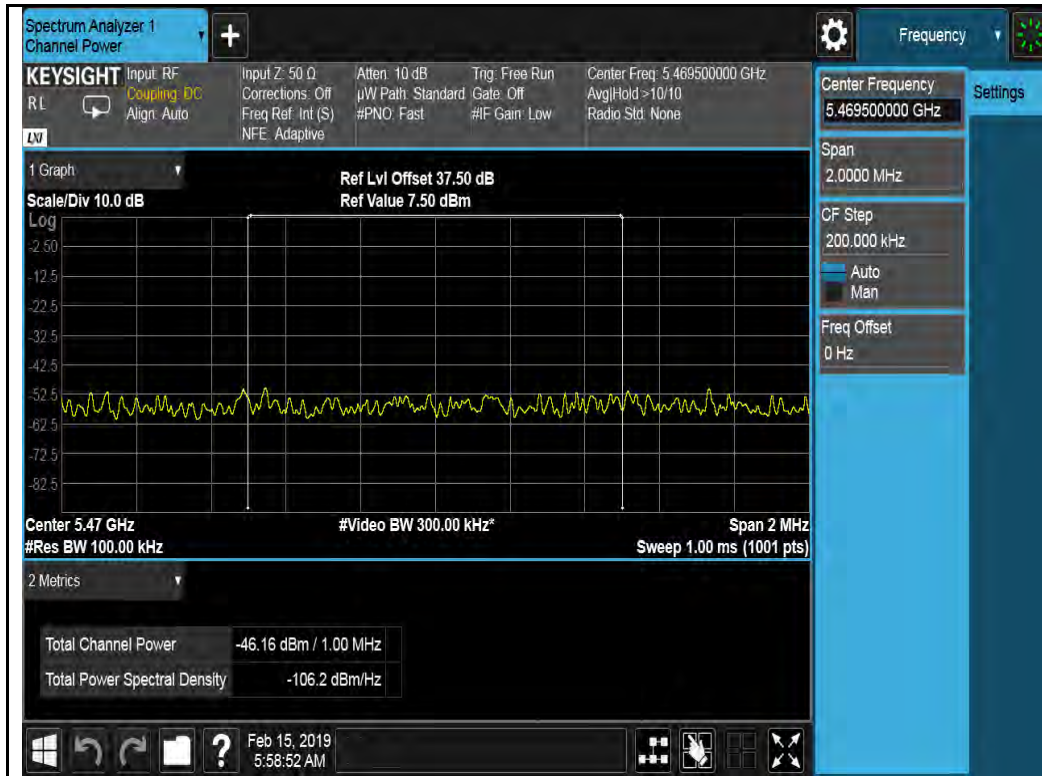 Spectrum Analyzer 1
Channel Power
+
Frequency
KEYSIGHT
RL
LXI
Input: RF
Coupling: DC
Align: Auto
Input Z: 50 Ω
Corrections: Off
Freq Ref: Int (S)
NFE: Adaptive
Atten: 10 dB
µW Path: Standard
#PNO: Fast
Trig: Free Run
Gate: Off
#IF Gain: Low
Center Freq: 5.469500000 GHz
Avg|Hold >10/10
Radio Std: None
Center Frequency
5.469500000 GHz
Settings
Span
2.0000 MHz
CF Step
200.000 kHz
Auto
Man
Freq Offset
0 Hz
1 Graph
Scale/Div 10.0 dB
Ref Lvl Offset 37.50 dB
Ref Value 7.50 dBm
Log
-2.50
-12.5
-22.5
-32.5
-42.5
-52.5
-62.5
-72.5
-82.5
Center 5.47 GHz
#Video BW 300.00 kHz*
Span 2 MHz
#Res BW 100.00 kHz
Sweep 1.00 ms (1001 pts)
2 Metrics
Total Channel Power -46.16 dBm / 1.00 MHz
Total Power Spectral Density -106.2 dBm/Hz
?
Feb 15, 2019
5:58:52 AM